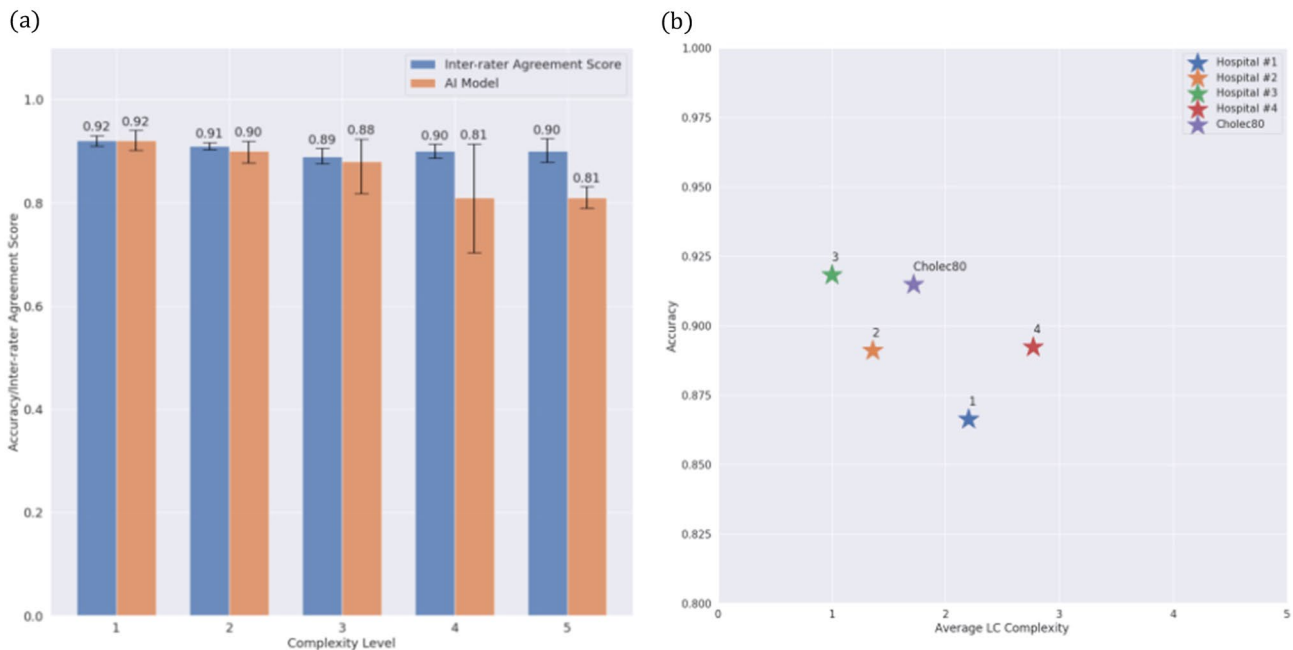 (a)
Inter-rater Agreement Score
AI Model
Accuracy/Inter-rater Agreement Score
1.0
0.8
0.6
0.4
0.2
0.0
0.92 0.92
0.91 0.90
0.89 0.88
0.90 0.81
0.90 0.81
1 2 3 4 5
Complexity Level
(b)
Hospital #1
Hospital #2
Hospital #3
Hospital #4
Cholec80
Accuracy
1.000
0.975
0.950
0.925
0.900
0.875
0.850
0.825
0.800
3
Cholec80
2
4
1
0 1 2 3 4 5
Average LC Complexity